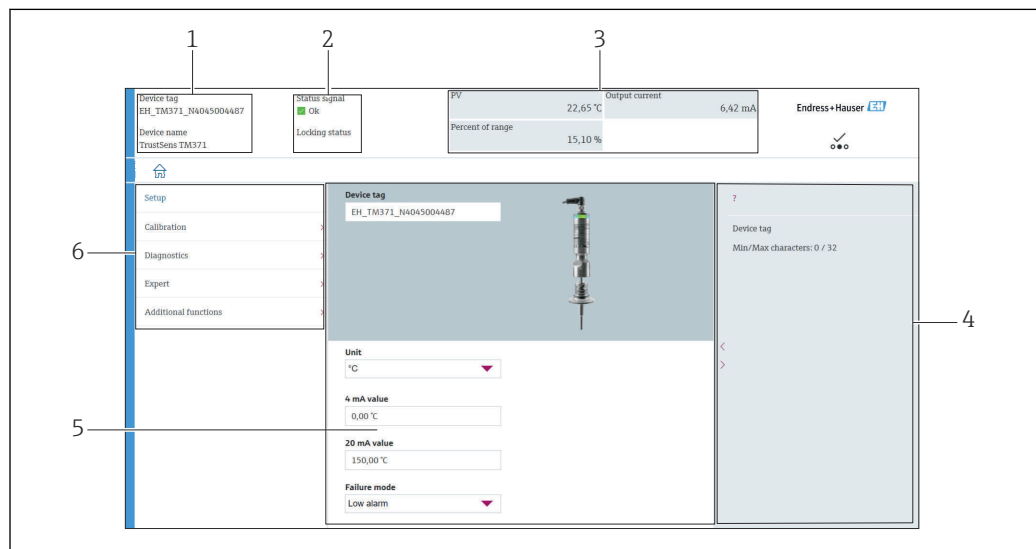 1
2
3
Device tag
EH_TM371_N4045004487
Device name
TrustSens TM371
Status signal
Ok
Locking status
PV
22,65 °C
Output current
6,42 mA
Percent of range
15,10 %
Endress+Hauser EH
Setup
Calibration
Diagnostics
Expert
Additional functions
6
Device tag
EH_TM371_N4045004487
?
Device tag
Min/Max characters: 0 / 32
4
Unit
°C
4 mA value
0,00 °C
5
20 mA value
150,00 °C
Failure mode
Low alarm